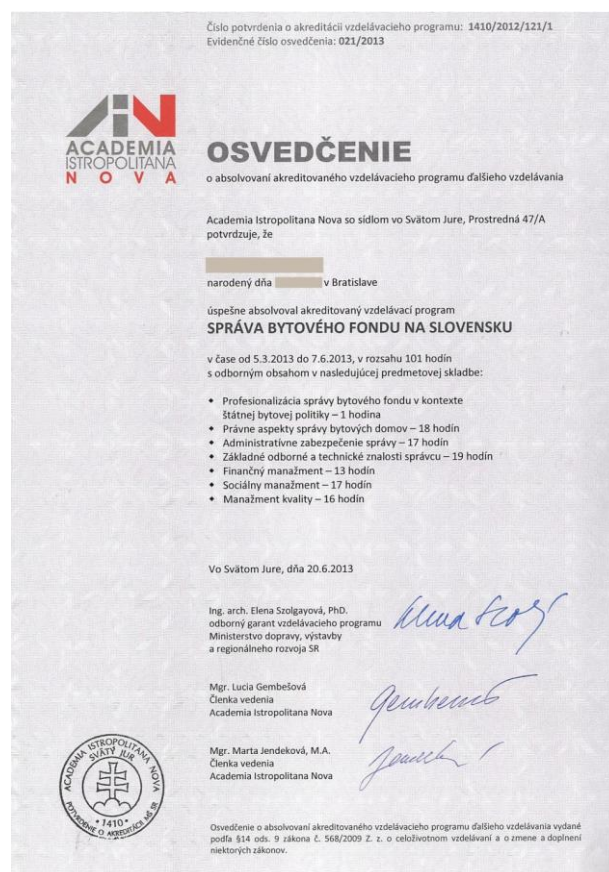 Číslo potvrdenia o akreditácii vzdelávacieho programu: 1410/2012/121/1
Evidenčné číslo osvedčenia: 021/2013
ACADEMIA
ISTROPOLITANA
NOVA
OSVEDČENIE
o absolvovaní akreditovaného vzdelávacieho programu ďalšieho vzdelávania
Academia Istropolitana Nova so sídlom vo Svätom Jure, Prostredná 47/A
potvrdzuje, že
narodený dňa v Bratislave
úspešne absolvoval akreditovaný vzdelávací program
SPRÁVA BYTOVÉHO FONDU NA SLOVENSKU
v čase od 5.3.2013 do 7.6.2013, v rozsahu 101 hodín
s odborným obsahom v nasledujúcej predmetovej skladbe:
• Profesionalizácia správy bytového fondu v kontexte
štátnej bytovej politiky – 1 hodina
• Právne aspekty správy bytových domov – 18 hodín
• Administratívne zabezpečenie správy – 17 hodín
• Základné odborné a technické znalosti správcu – 19 hodín
• Finančný manažment – 13 hodín
• Sociálny manažment – 17 hodín
• Manažment kvality – 16 hodín
Vo Svätom Jure, dňa 20.6.2013
Ing. arch. Elena Szolgayová, PhD.
odborný garant vzdelávacieho programu
Ministerstvo dopravy, výstavby
a regionálneho rozvoja SR
Mgr. Lucia Gembešová
Členka vedenia
Academia Istropolitana Nova
Mgr. Marta Jendeková, M.A.
Členka vedenia
Academia Istropolitana Nova
ACADEMIA ISTROPOLITANA NOVA
SVÄTÝ JUR
• 1410 •
POTVRDENIE O AKREDITÁCII MŠ SR
Osvedčenie o absolvovaní akreditovaného vzdelávacieho programu ďalšieho vzdelávania vydané
podľa §14 ods. 9 zákona č. 568/2009 Z. z. o celoživotnom vzdelávaní a o zmene a doplnení
niektorých zákonov.